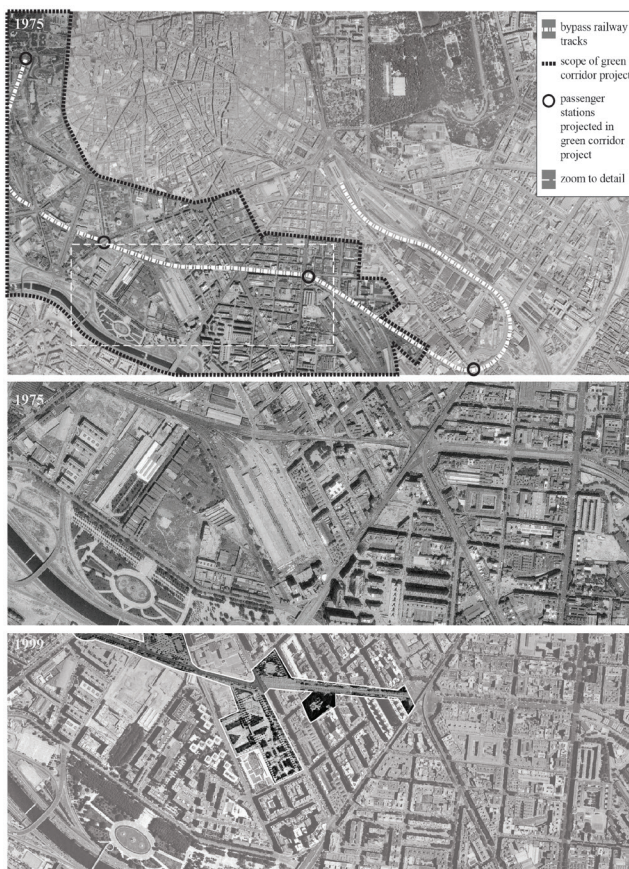 1975
bypass railway
tracks
scope of green
corridor project
passenger
stations
projected in
green corridor
project
zoom to detail
1975
1999